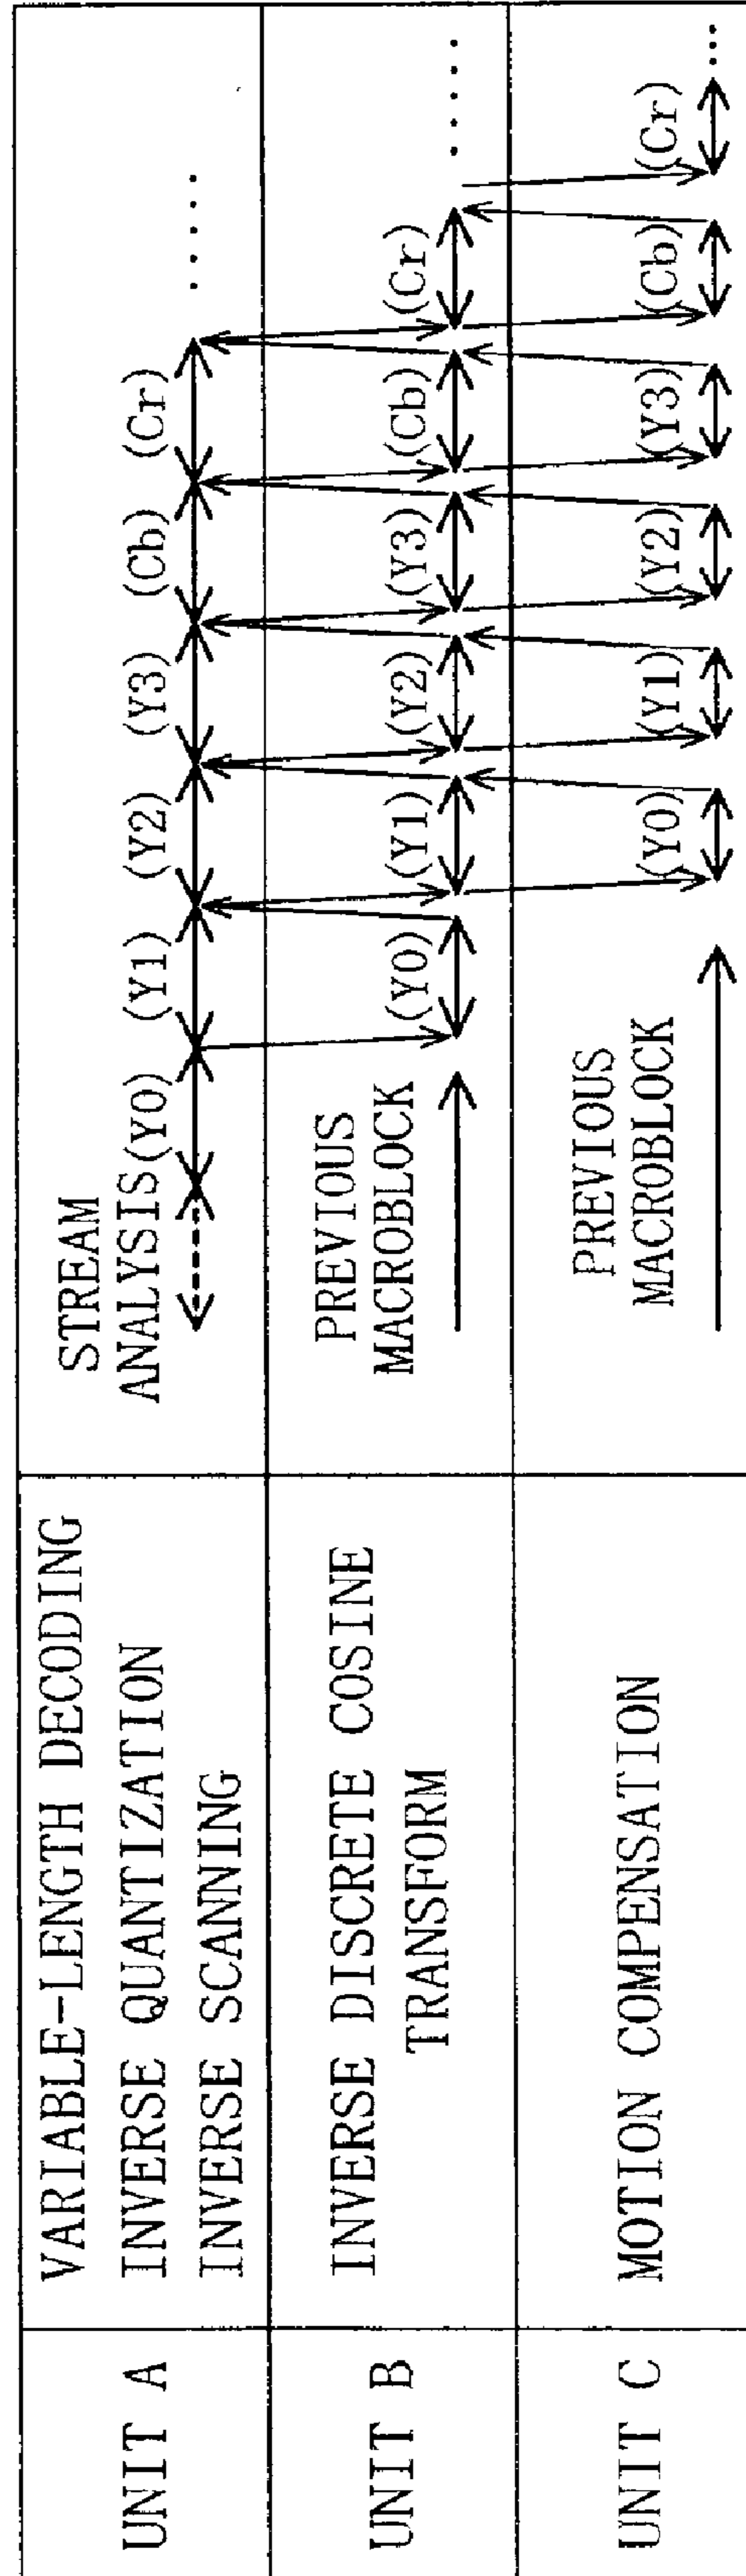 UNIT A
VARIABLE-LENGTH DECODING
INVERSE QUANTIZATION
INVERSE SCANNING
STREAM
ANALYSIS
(Y0)
(Y1)
(Y2)
(Y3)
(Cb)
(Cr)
.....
UNIT B
INVERSE DISCRETE COSINE
TRANSFORM
PREVIOUS
MACROBLOCK
(Y0)
(Y1)
(Y2)
(Y3)
(Cb)
(Cr)
.....
UNIT C
MOTION COMPENSATION
PREVIOUS
MACROBLOCK
(Y0)
(Y1)
(Y2)
(Y3)
(Cb)
(Cr)
...